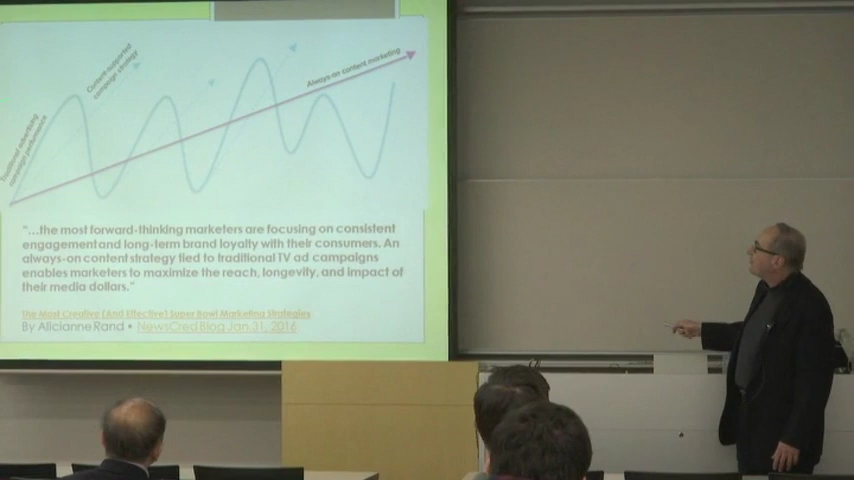 Content-supported
campaign strategy
Always-on content marketing
Traditional advertising
campaign performance
"...the most forward-thinking marketers are focusing on consistent
engagement and long-term brand loyalty with their consumers. An
always-on content strategy tied to traditional TV ad campaigns
enables marketers to maximize the reach, longevity, and impact of
their media dollars."
The Most Creative (And Effective) Super Bowl Marketing Strategies
By Alicianne Rand • NewsCred Blog Jan.31, 2016